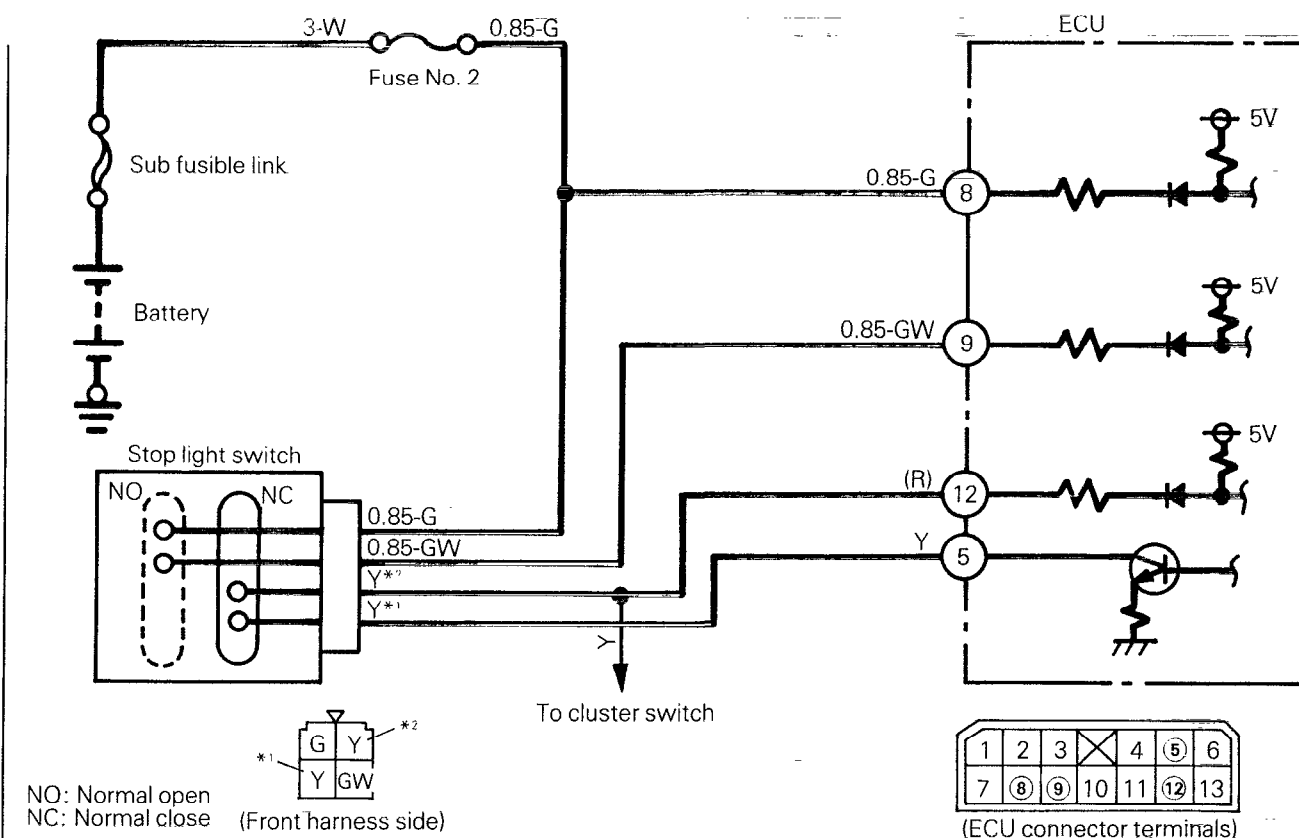 3-W
0.85-G
Fuse No. 2
ECU
5V
Sub fusible link
0.85-G
8
Battery
5V
0.85-GW
9
5V
Stop light switch
NO
NC
(R)
12
0.85-G
0.85-GW
Y
5
Y*2
Y*1
Y
To cluster switch
G Y *2
*1 Y GW
(Front harness side)
NO: Normal open
NC: Normal close
1 2 3 4 5 6
7 8 9 10 11 12 13
(ECU connector terminals)